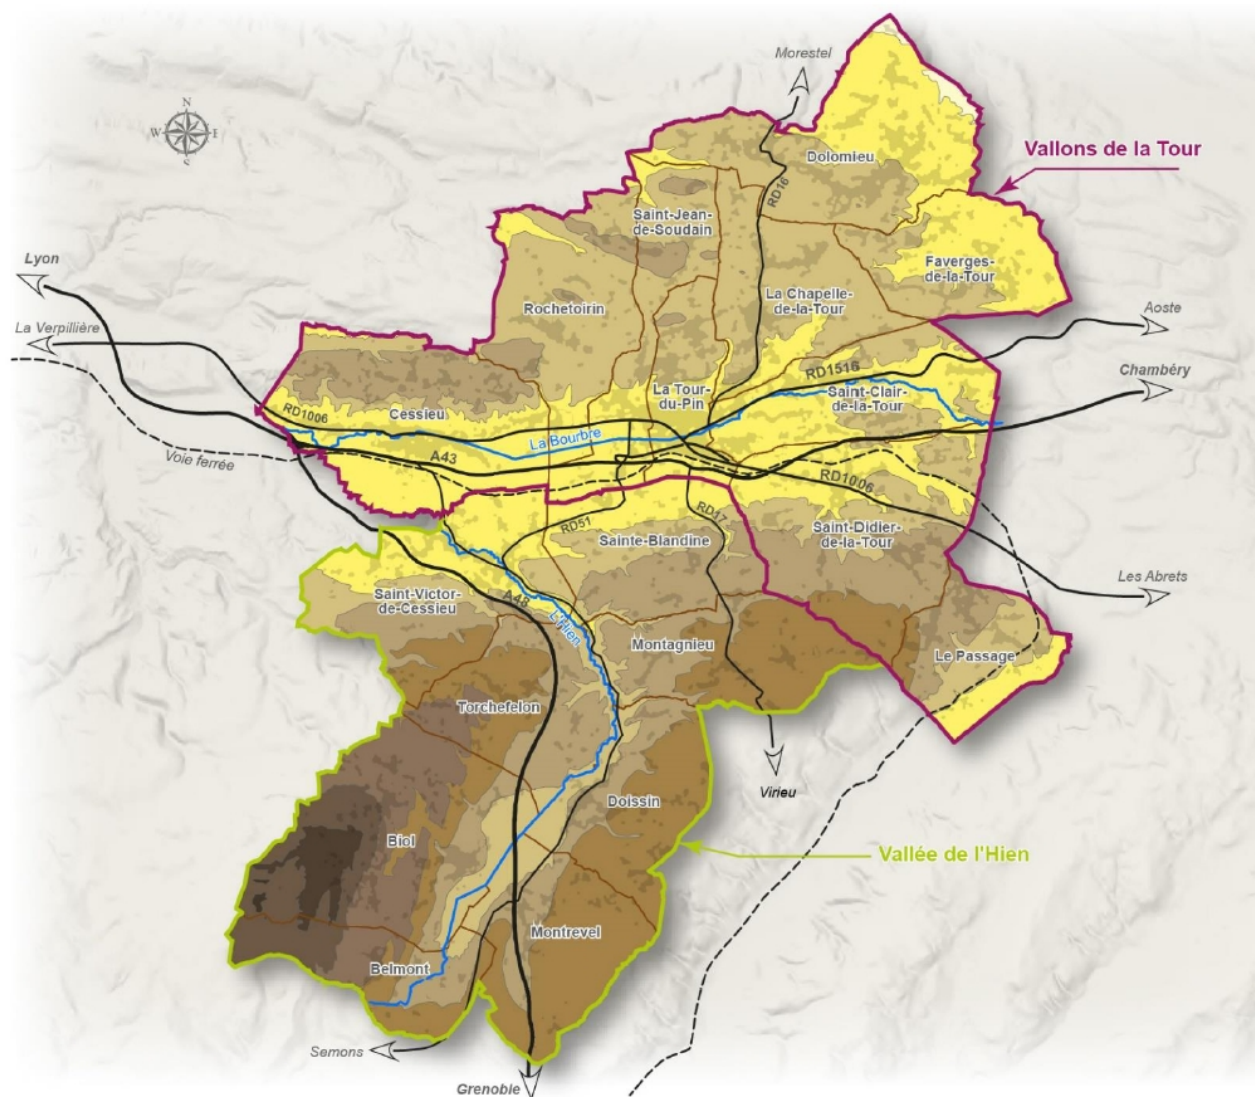 Morestel
N
W
E
S
Dolomieu
Vallons de la Tour
RD16
Saint-Jean-
de-Soudain
Faverges-
de-la-Tour
Lyon
La Chapelle-
de-la-Tour
Rochetoirin
Aoste
La Verpillière
RD1516
Chambéry
La Tour-
du-Pin
Saint-Clair-
de-la-Tour
RD1006
Cessieu
La Bourbre
Voie ferrée
A43
RD1006
RD51
RD17
Saint-Didier-
de-la-Tour
Sainte-Blandine
Les Abrets
Saint-Victor-
de-Cessieu
A48
L'Hien
Montagnieu
Le Passage
Torchefelon
Virieu
Doissin
Biol
Vallée de l'Hien
Montrevel
Belmont
Semons
Grenoble